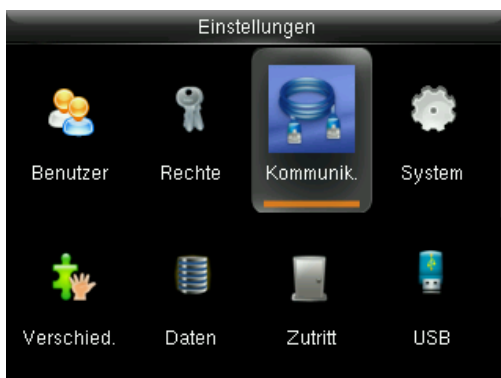 Einstellungen
Benutzer Rechte Kommunik. System
Verschied. Daten Zutritt USB